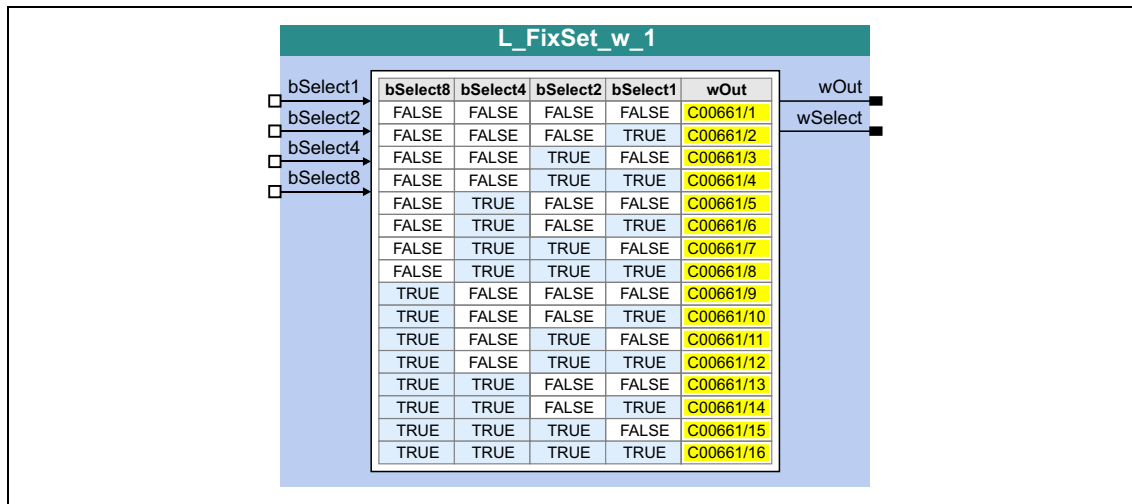 L_FixSet_w_1
bSelect1
bSelect2
bSelect4
bSelect8
bSelect8 bSelect4 bSelect2 bSelect1 wOut
FALSE FALSE FALSE FALSE C00661/1
FALSE FALSE FALSE TRUE C00661/2
FALSE FALSE TRUE FALSE C00661/3
FALSE FALSE TRUE TRUE C00661/4
FALSE TRUE FALSE FALSE C00661/5
FALSE TRUE FALSE TRUE C00661/6
FALSE TRUE TRUE FALSE C00661/7
FALSE TRUE TRUE TRUE C00661/8
TRUE FALSE FALSE FALSE C00661/9
TRUE FALSE FALSE TRUE C00661/10
TRUE FALSE TRUE FALSE C00661/11
TRUE FALSE TRUE TRUE C00661/12
TRUE TRUE FALSE FALSE C00661/13
TRUE TRUE FALSE TRUE C00661/14
TRUE TRUE TRUE FALSE C00661/15
TRUE TRUE TRUE TRUE C00661/16
wOut
wSelect